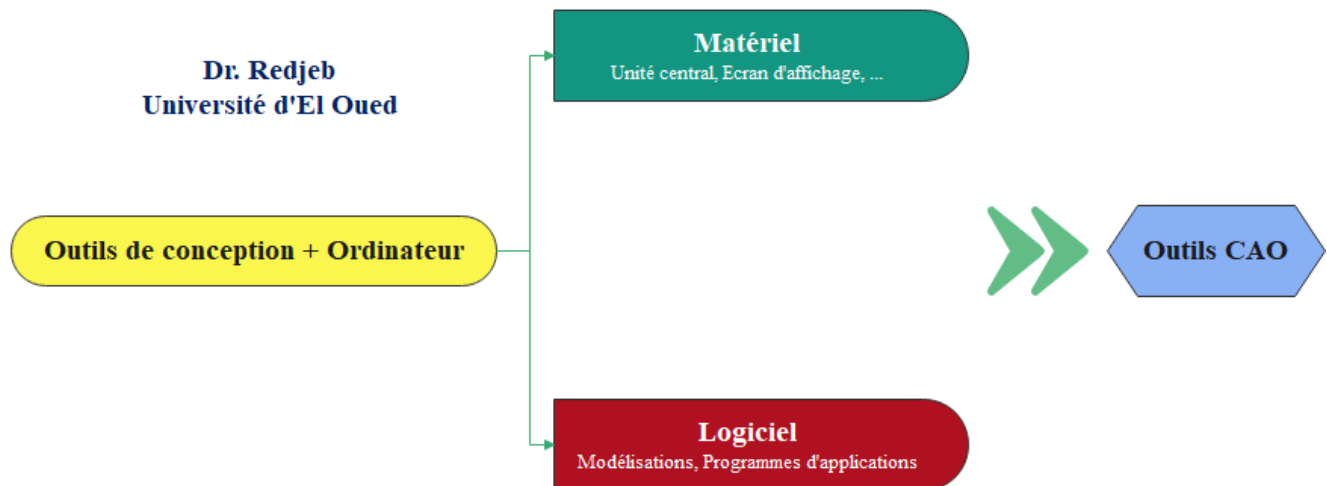 Matériel
Unité central, Ecran d'affichage, ...
Dr. Redjeb
Université d'El Oued
Outils de conception + Ordinateur
Outils CAO
Logiciel
Modélisations, Programmes d'applications